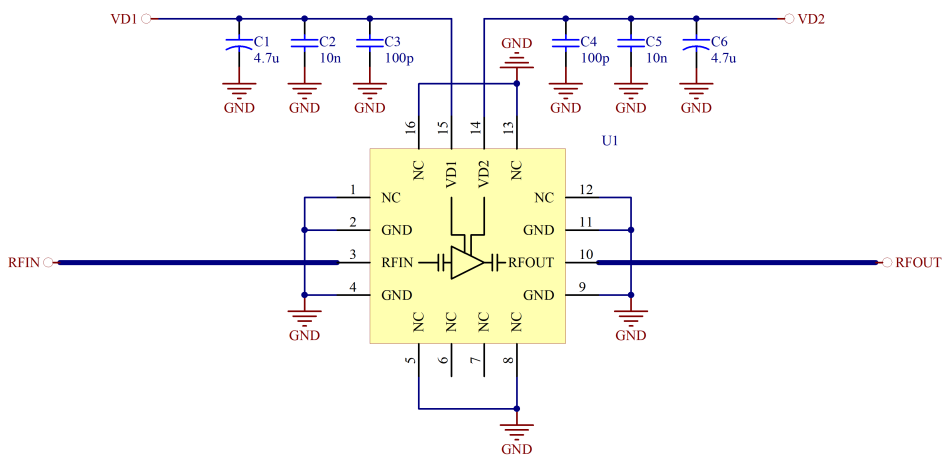 VD1
VD2
C1
4.7u
C2
10n
C3
100p
C4
100p
C5
10n
C6
4.7u
GND
GND
GND
GND
GND
GND
GND
U1
16
15
14
13
NC
VD1
VD2
NC
1
NC
2
GND
RFIN
3
RFIN
4
GND
12
NC
11
GND
10
RFOUT
RFOUT
9
GND
GND
GND
NC
NC
NC
NC
5
6
7
8
GND